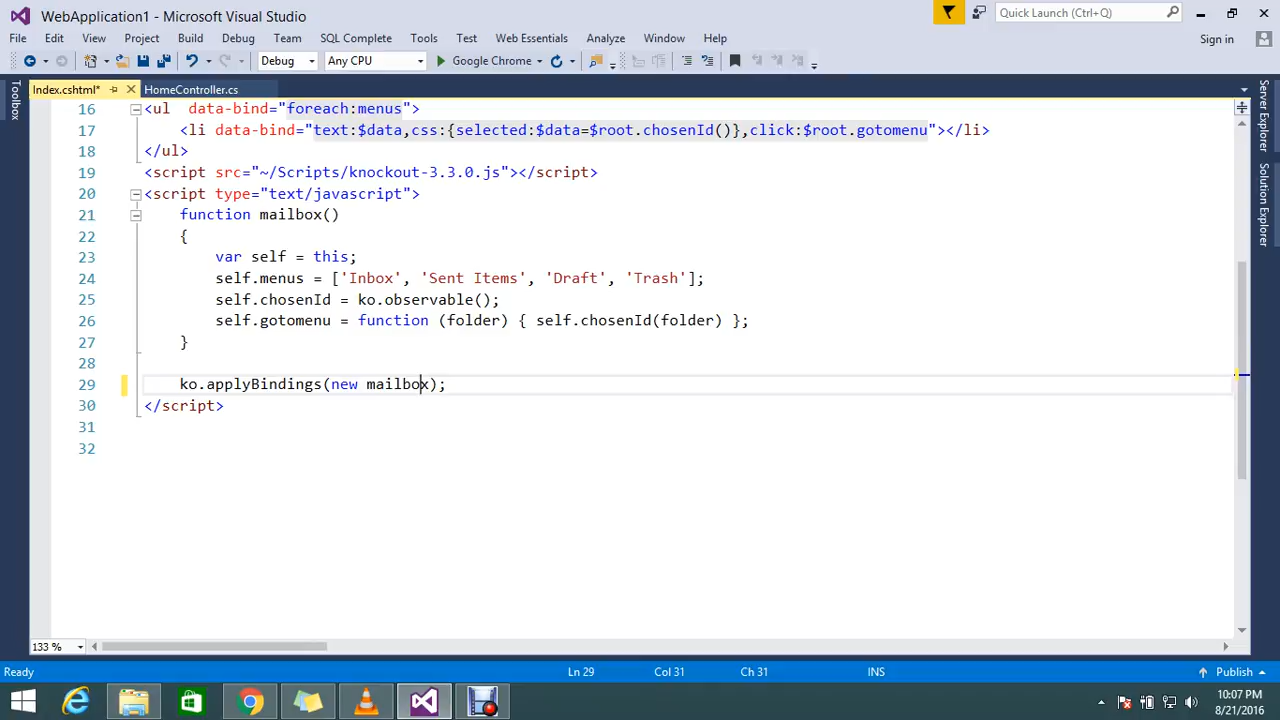 WebApplication1 - Microsoft Visual Studio
Quick Launch (Ctrl+Q)
File Edit View Project Build Debug Team SQL Complete Tools Test Web Essentials Analyze Window Help
Sign in
Debug Any CPU Google Chrome
Toolbox
Index.cshtml* HomeController.cs
Server Explorer
Solution Explorer
16 <ul  data-bind="foreach:menus">
17 <li data-bind="text:$data,css:{selected:$data=$root.chosenId()},click:$root.gotomenu"></li>
18 </ul>
19 <script src="~/Scripts/knockout-3.3.0.js"></script>
20 <script type="text/javascript">
21 function mailbox()
22 {
23 var self = this;
24 self.menus = ['Inbox', 'Sent Items', 'Draft', 'Trash'];
25 self.chosenId = ko.observable();
26 self.gotomenu = function (folder) { self.chosenId(folder) };
27 }
28
29 ko.applyBindings(new mailbox);
30 </script>
31
32
133 %
Ready Ln 29 Col 31 Ch 31 INS Publish
10:07 PM
8/21/2016